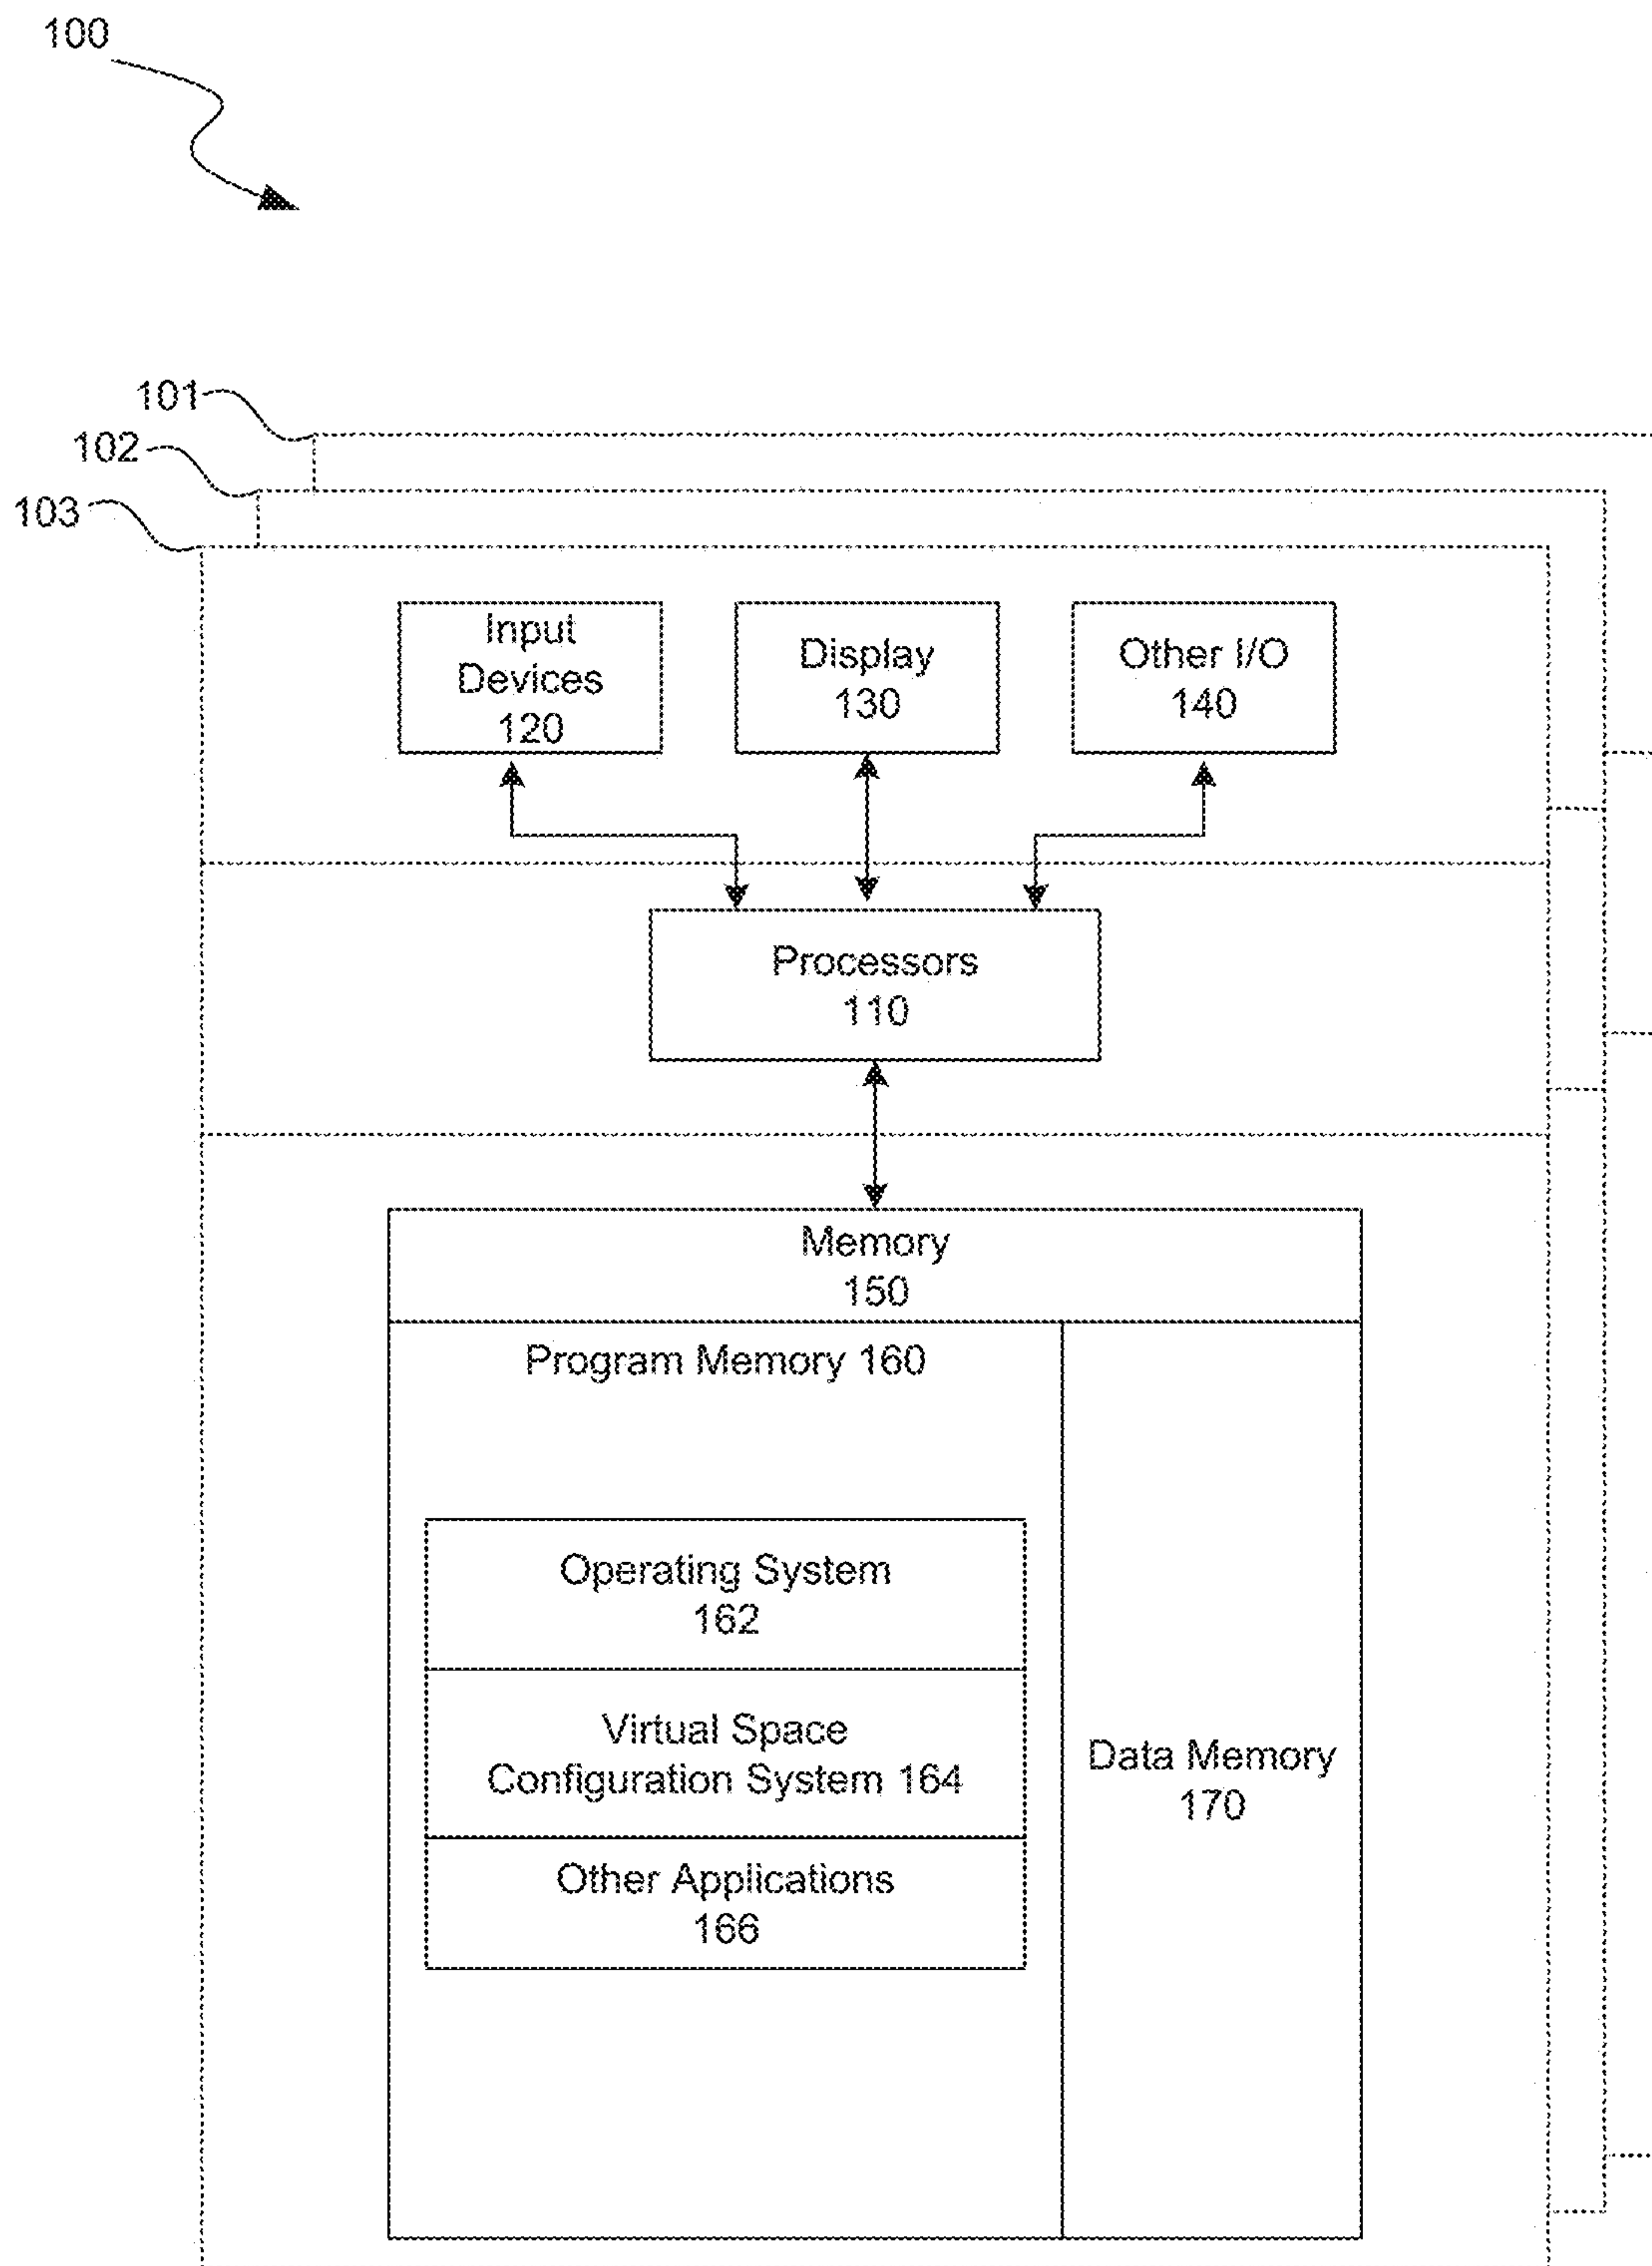 100
101
102
103
Input
Devices
120
Display
130
Other I/O
140
Processors
110
Memory
150
Program Memory 160
Operating System
162
Virtual Space
Configuration System 164
Other Applications
166
Data Memory
170